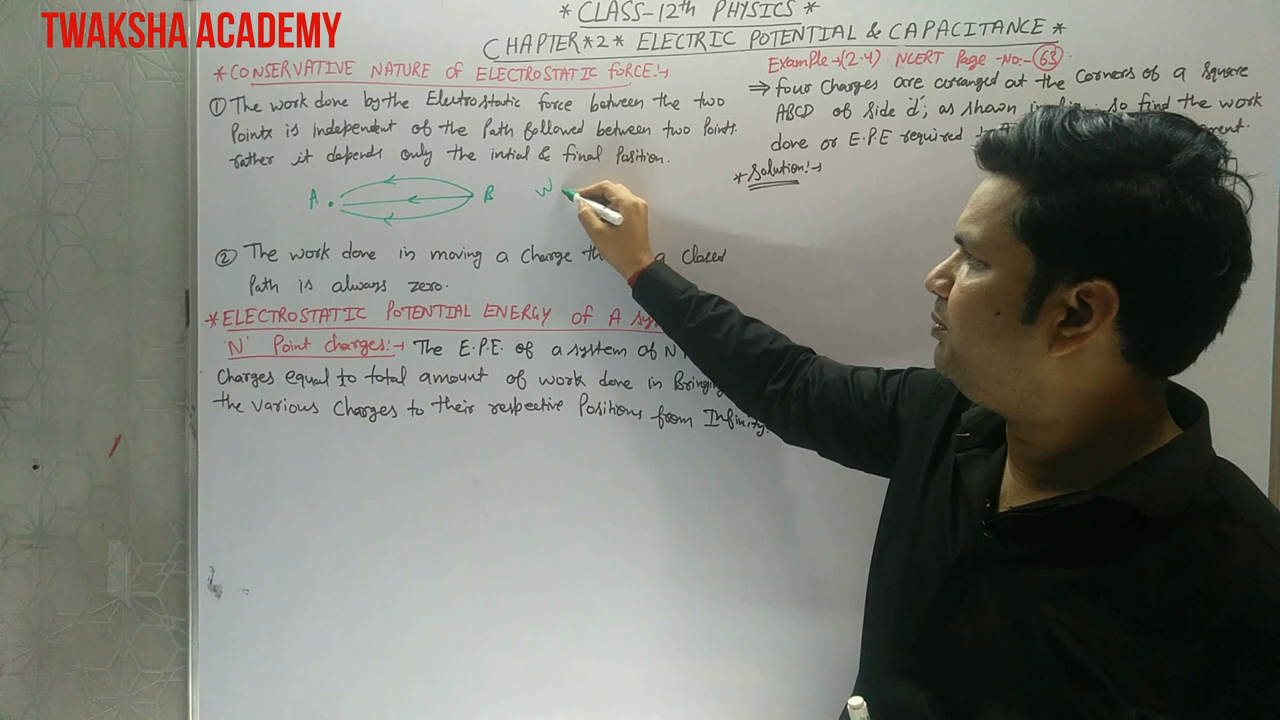 TWAKSHA ACADEMY
* CLASS-12th PHYSICS *
CHAPTER *2* ELECTRIC POTENTIAL & CAPACITANCE *
* CONSERVATIVE NATURE of ELECTROSTATIC FORCE:→
① The work done by the Electrostatic force between the two
Points is independent of the Path followed between two Points.
rather it depends only the intial & final Position.
A B W
② The work done in moving a Charge a Closed
Path is always zero.
* ELECTROSTATIC POTENTIAL ENERGY of A
N' Point Charges:→ The E.P.E. of a system of N
Charges equal to total amount of work done in Bringing
the various Charges to their respective Positions from Infinity.
Example→(2.4) NCERT Page-No:-63.
⇒ four Charges are arranged at the Corners of a Square
ABCD of Side 'd', as shown in so find the work
done or E.P.E required
* Solution:→